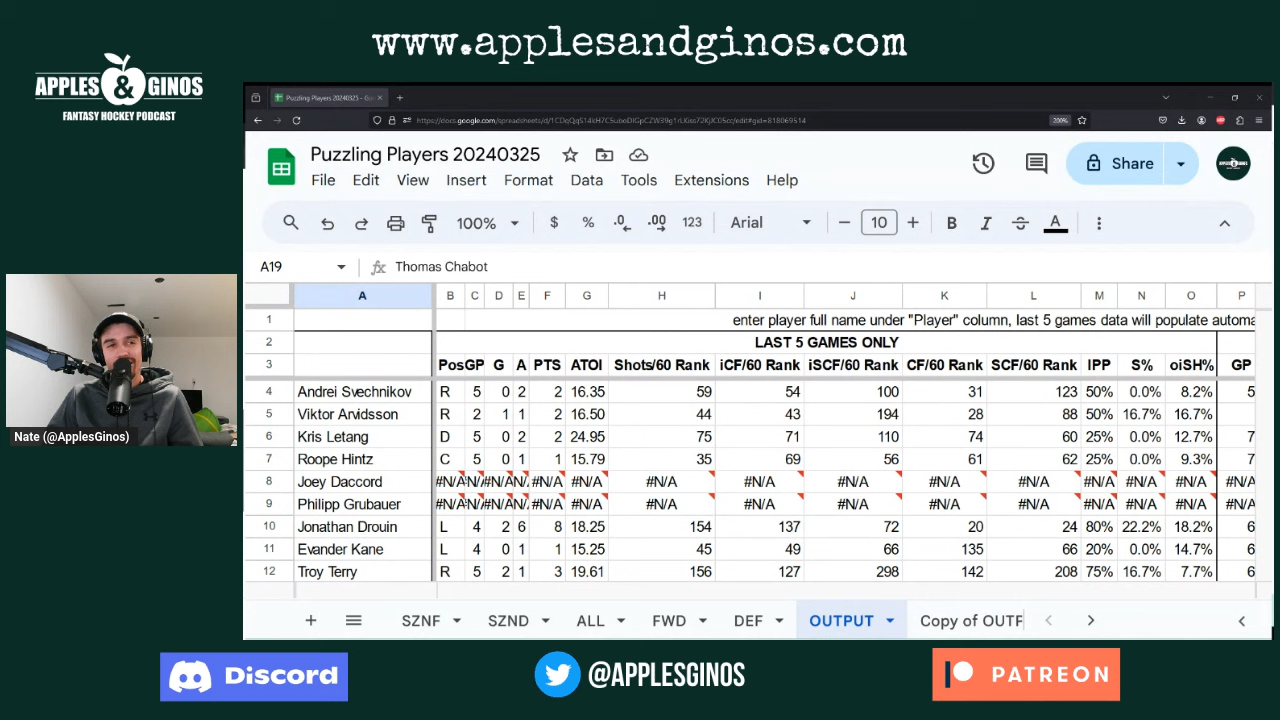 www.applesandginos.com
APPLES & GINOS
FANTASY HOCKEY PODCAST
Puzzling Players 20240325 - Goo
200%
Puzzling Players 20240325
Share
File Edit View Insert Format Data Tools Extensions Help
100% $ % .0 .00 123 Arial 10 B I S A
A19 fx Thomas Chabot
A B C D E F G H I J K L M N O P
1 enter player full name under "Player" column, last 5 games data will populate automa
2 LAST 5 GAMES ONLY
3 Pos GP G A PTS ATOI Shots/60 Rank iCF/60 Rank iSCF/60 Rank CF/60 Rank SCF/60 Rank IPP S% oiSH% GP
4 Andrei Svechnikov R 5 0 2 2 16.35 59 54 100 31 123 50% 0.0% 8.2% 5
5 Viktor Arvidsson R 2 1 1 2 16.50 44 43 194 28 88 50% 16.7% 16.7%
6 Kris Letang D 5 0 2 2 24.95 75 71 110 74 60 25% 0.0% 12.7% 7
7 Roope Hintz C 5 0 1 1 15.79 35 69 56 61 62 25% 0.0% 9.3% 7
8 Joey Daccord #N/A #N/A #N/A #N/A #N/A #N/A #N/A #N/A #N/A #N/A #N/A #N/A #N/A #N/A #N/A
9 Philipp Grubauer #N/A #N/A #N/A #N/A #N/A #N/A #N/A #N/A #N/A #N/A #N/A #N/A #N/A #N/A #N/A
10 Jonathan Drouin L 4 2 6 8 18.25 154 137 72 20 24 80% 22.2% 18.2% 6
11 Evander Kane L 4 0 1 1 15.25 45 49 66 135 66 20% 0.0% 14.7% 6
12 Troy Terry R 5 2 1 3 19.61 156 127 298 142 208 75% 16.7% 7.7% 6
SZNF SZND ALL FWD DEF OUTPUT Copy of OUTF
Nate (@ApplesGinos)
Discord
@APPLESGINOS
PATREON